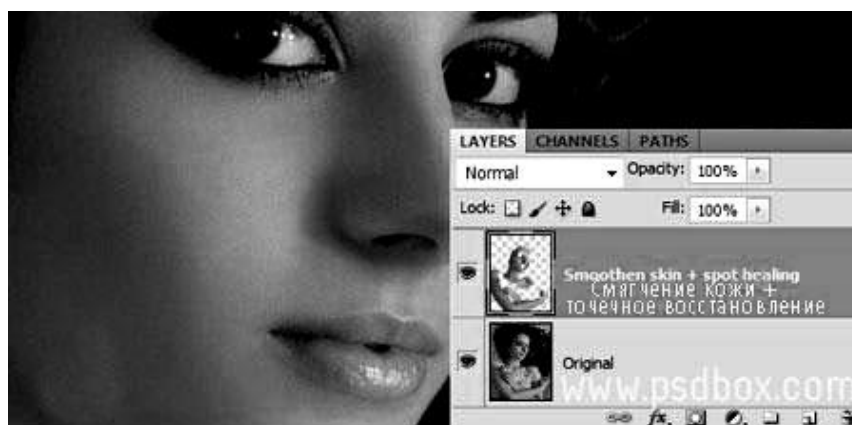 LAYERS CHANNELS PATHS
Normal Opacity: 100%
Lock: Fill: 100%
Smoothen skin + spot healing
Смягчение кожи +
точечное восстановление
Original
www.psdbox.com
fx.